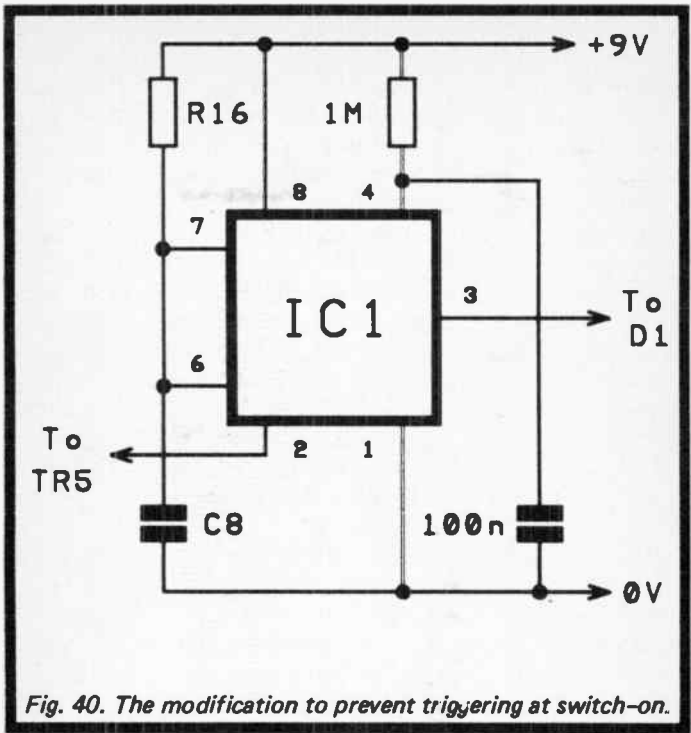 +9V
R16
1M
8
4
7
IC1
3
To
D1
6
To
TR5
2
1
C8
100n
0V
Fig. 40. The modification to prevent triggering at switch-on.